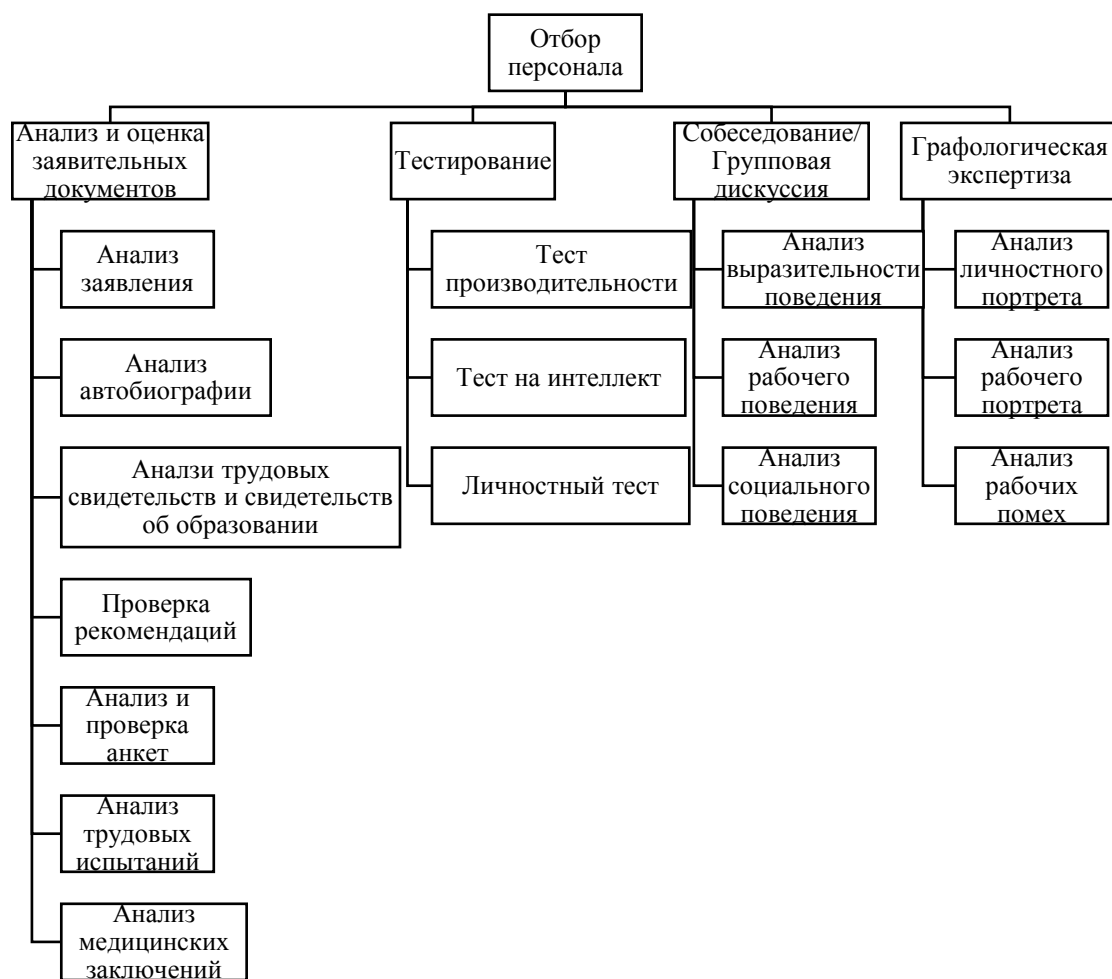 Отбор
персонала
Анализ и оценка
заявительных
документов
Анализ
заявления
Анализ
автобиографии
Аналзи трудовых
свидетельств и свидетельств
об образовании
Проверка
рекомендаций
Анализ и
проверка
анкет
Анализ
трудовых
испытаний
Анализ
медицинских
заключений
Тестирование
Тест
производительности
Тест на интеллект
Личностный тест
Собеседование/
Групповая
дискуссия
Анализ
выразительности
поведения
Анализ
рабочего
поведения
Анализ
социального
поведения
Графологическая
экспертиза
Анализ
личностного
портрета
Анализ
рабочего
портрета
Анализ
рабочих
помех